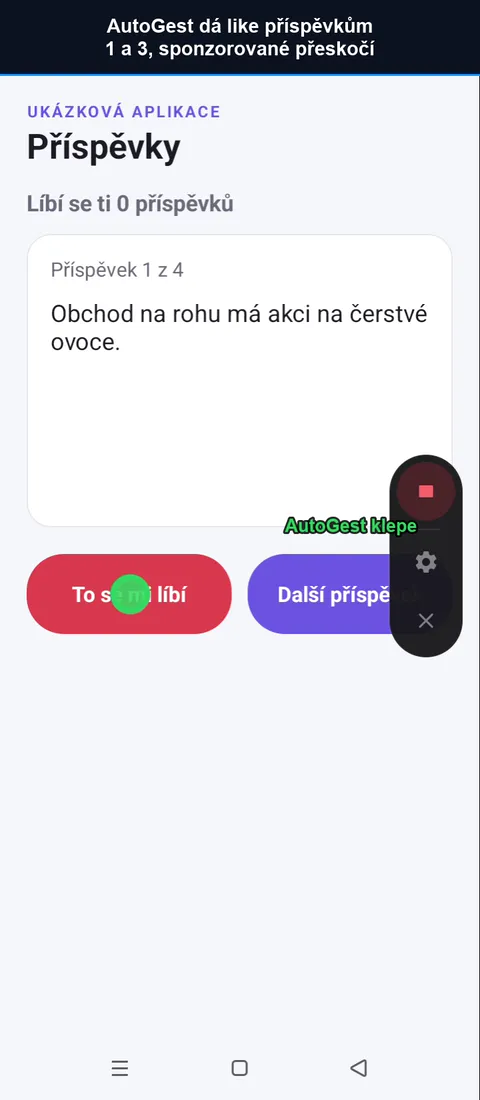 AutoGest dá like příspěvkům
1 a 3, sponzorované přeskočí
UKÁZKOVÁ APLIKACE
Příspěvky
Líbí se ti 0 příspěvků
Příspěvek 1 z 4
Obchod na rohu má akci na čerstvé
ovoce.
AutoGest klepe
To se mi líbí
Další příspěvek